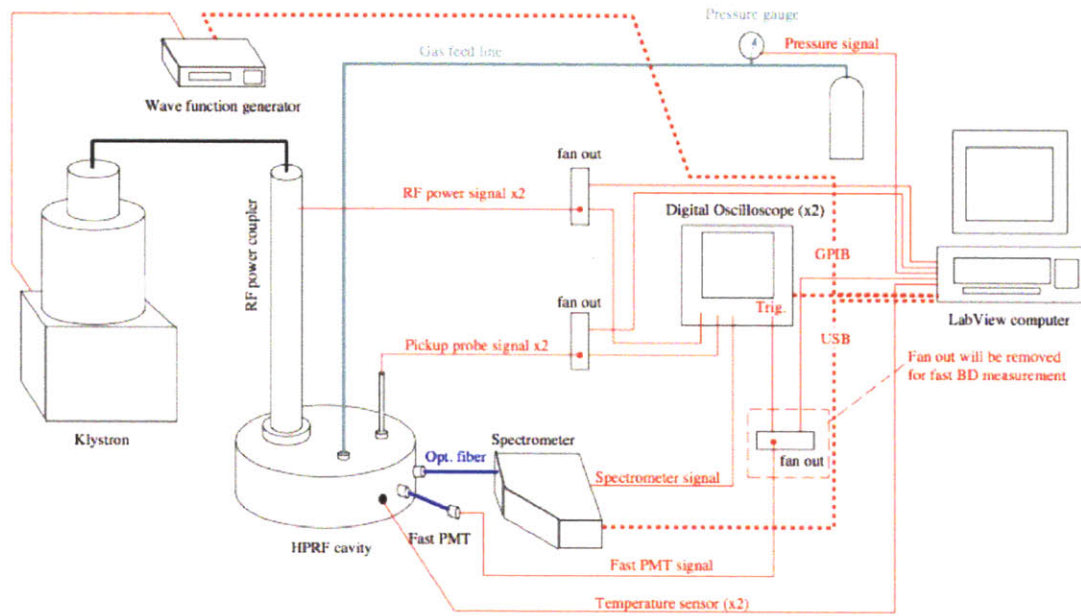 Pressure gauge
Gas feed line
Pressure signal
Wave function generator
fan out
RF power signal x2
Digital Oscilloscope (x2)
RF power coupler
GPIB
fan out
Trig.
LabView computer
Pickup probe signal x2
USB
Fan out will be removed
for fast BD measurement
Klystron
Spectrometer
Opt. fiber
fan out
Spectrometer signal
Fast PMT
HPRF cavity
Fast PMT signal
Temperature sensor (x2)